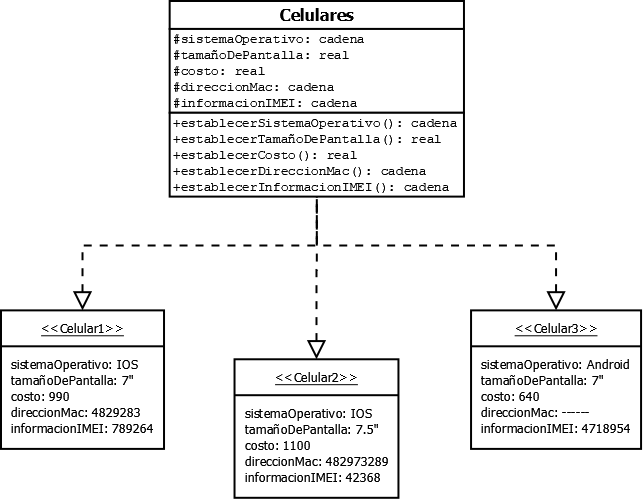 Celulares
#sistemaOperativo: cadena
#tamañoDePantalla: real
#costo: real
#direccionMac: cadena
#informacionIMEI: cadena
+establecerSistemaOperativo(): cadena
+establecerTamañoDePantalla(): real
+establecerCosto(): real
+establecerDireccionMac(): cadena
+establecerInformacionIMEI(): cadena
<<Celular1>>
sistemaOperativo: IOS
tamañoDePantalla: 7"
costo: 990
direccionMac: 4829283
informacionIMEI: 789264
<<Celular2>>
sistemaOperativo: IOS
tamañoDePantalla: 7.5"
costo: 1100
direccionMac: 482973289
informacionIMEI: 42368
<<Celular3>>
sistemaOperativo: Android
tamañoDePantalla: 7"
costo: 640
direccionMac: ------
informacionIMEI: 4718954